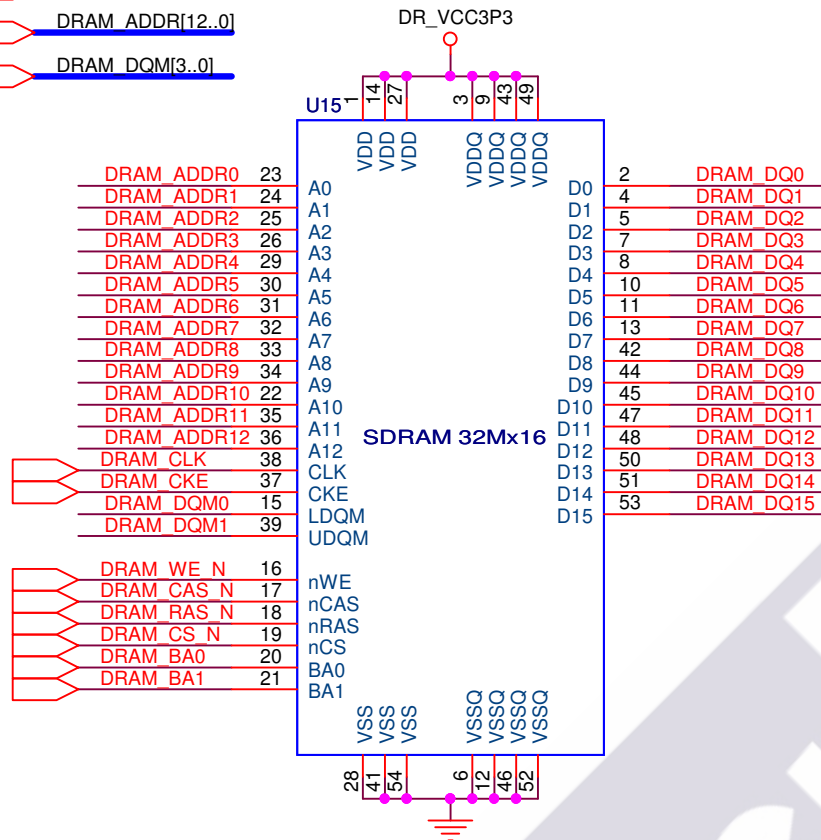 DRAM_ADDR[12..0]
DR_VCC3P3
DRAM_DQM[3..0]
U15
1 14 27 3 9 43 49
VDD VDD VDD VDDQ VDDQ VDDQ VDDQ
DRAM_ADDR0 23 A0 D0 2 DRAM_DQ0
DRAM_ADDR1 24 A1 D1 4 DRAM_DQ1
DRAM_ADDR2 25 A2 D2 5 DRAM_DQ2
DRAM_ADDR3 26 A3 D3 7 DRAM_DQ3
DRAM_ADDR4 29 A4 D4 8 DRAM_DQ4
DRAM_ADDR5 30 A5 D5 10 DRAM_DQ5
DRAM_ADDR6 31 A6 D6 11 DRAM_DQ6
DRAM_ADDR7 32 A7 D7 13 DRAM_DQ7
DRAM_ADDR8 33 A8 D8 42 DRAM_DQ8
DRAM_ADDR9 34 A9 D9 44 DRAM_DQ9
DRAM_ADDR10 22 A10 D10 45 DRAM_DQ10
DRAM_ADDR11 35 A11 D11 47 DRAM_DQ11
DRAM_ADDR12 36 A12 SDRAM 32Mx16 D12 48 DRAM_DQ12
DRAM_CLK 38 CLK D13 50 DRAM_DQ13
DRAM_CKE 37 CKE D14 51 DRAM_DQ14
DRAM_DQM0 15 LDQM D15 53 DRAM_DQ15
DRAM_DQM1 39 UDQM
DRAM_WE_N 16 nWE
DRAM_CAS_N 17 nCAS
DRAM_RAS_N 18 nRAS
DRAM_CS_N 19 nCS
DRAM_BA0 20 BA0
DRAM_BA1 21 BA1
VSS VSS VSS VSSQ VSSQ VSSQ VSSQ
28 41 54 6 12 46 52